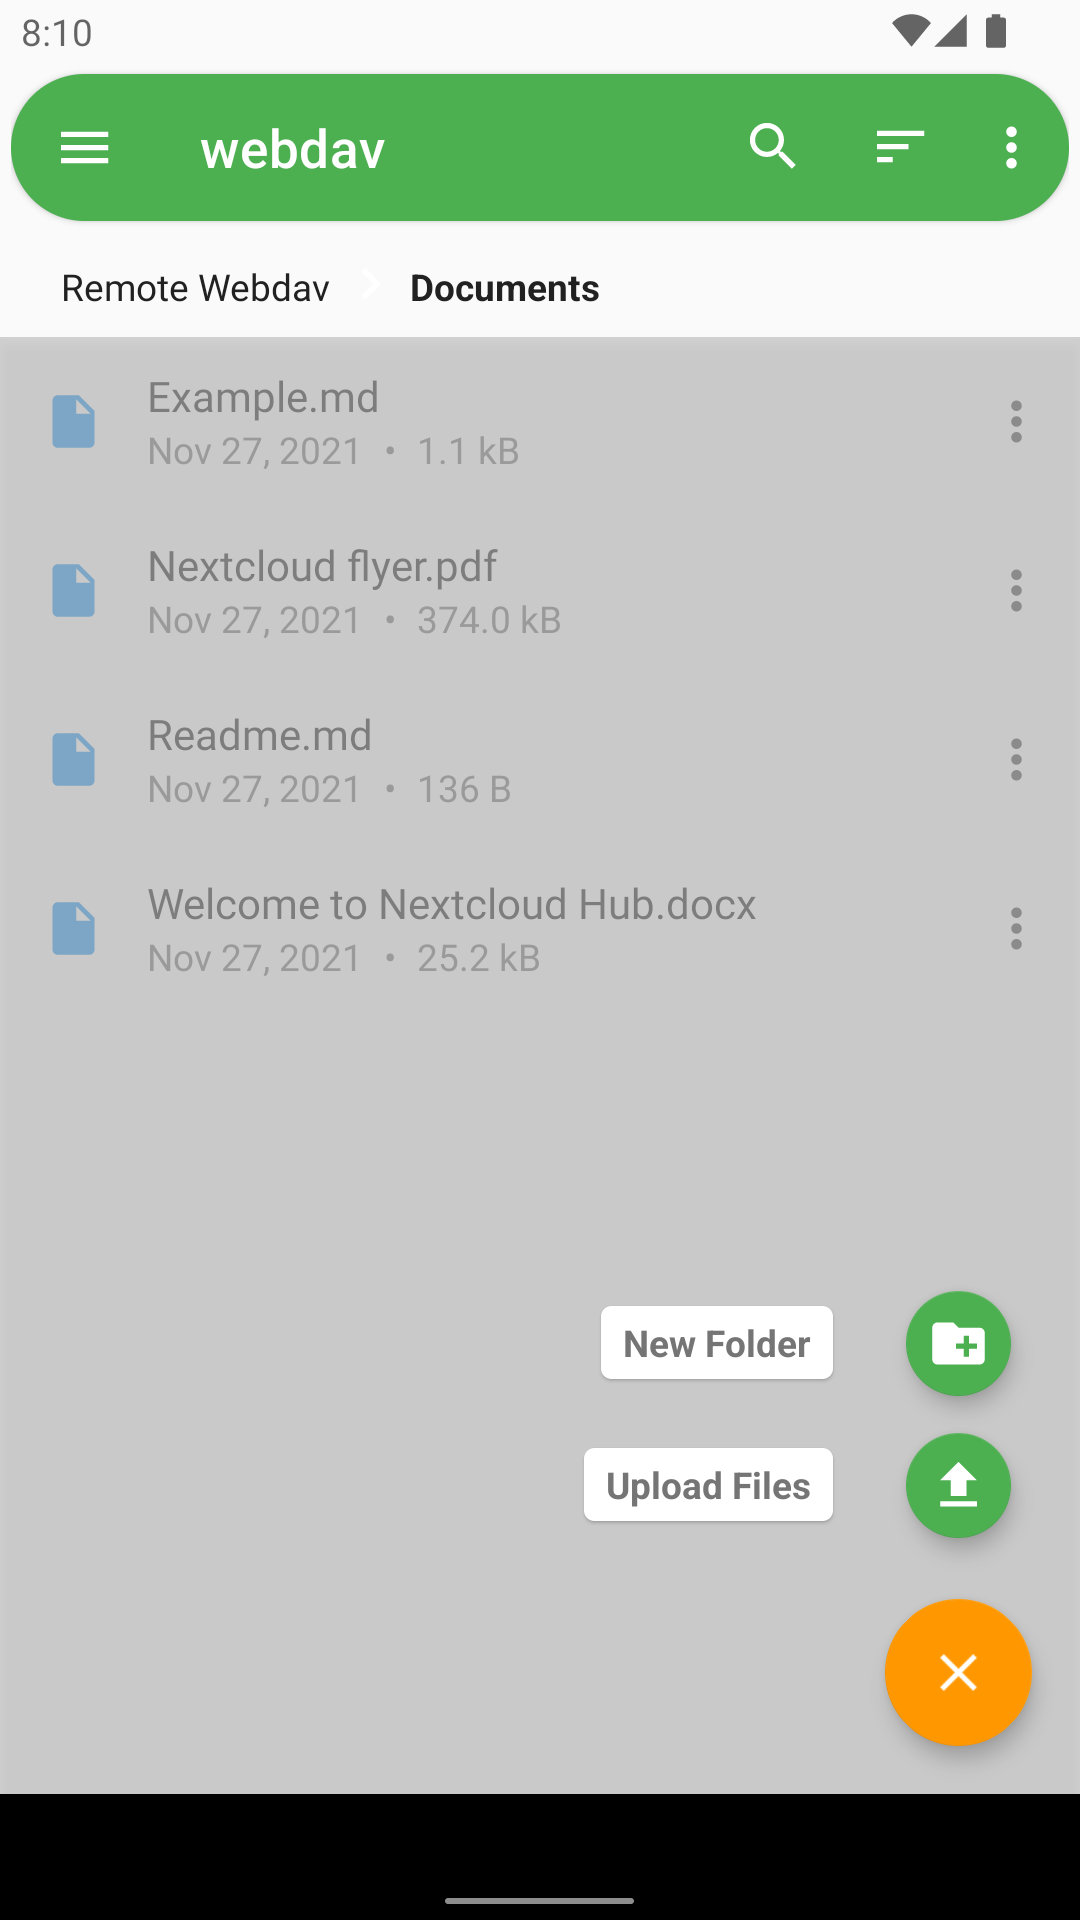 8:10
webdav
Remote Webdav Documents
Example.md
Nov 27, 2021 • 1.1 kB
Nextcloud flyer.pdf
Nov 27, 2021 • 374.0 kB
Readme.md
Nov 27, 2021 • 136 B
Welcome to Nextcloud Hub.docx
Nov 27, 2021 • 25.2 kB
New Folder
Upload Files